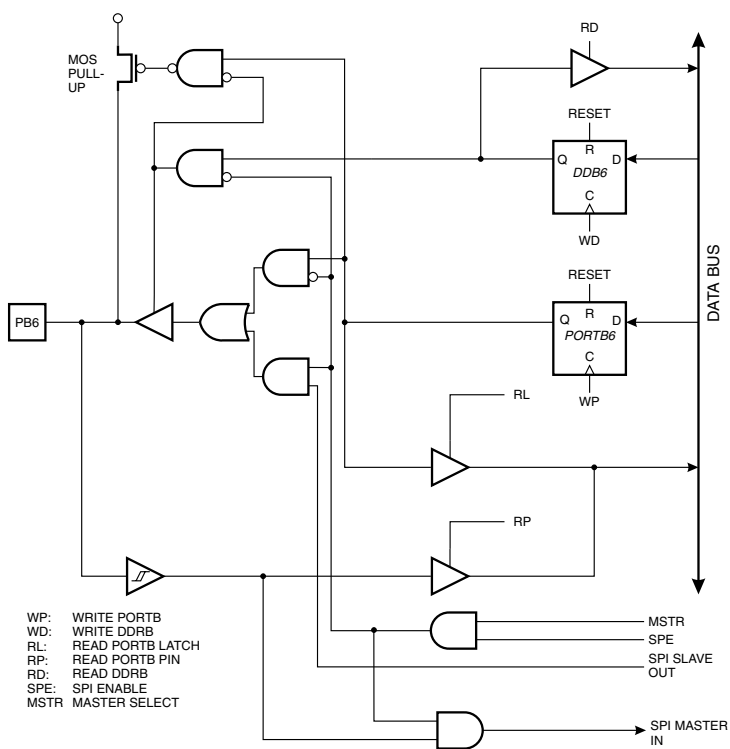 RD
MOS
PULL-
UP
RESET
R
Q
D
DDB6
C
WD
DATA BUS
RESET
R
Q
D
PORTB6
C
WP
PB6
RL
RP
WP: WRITE PORTB
WD: WRITE DDRB
RL: READ PORTB LATCH
RP: READ PORTB PIN
RD: READ DDRB
SPE: SPI ENABLE
MSTR MASTER SELECT
MSTR
SPE
SPI SLAVE
OUT
SPI MASTER
IN